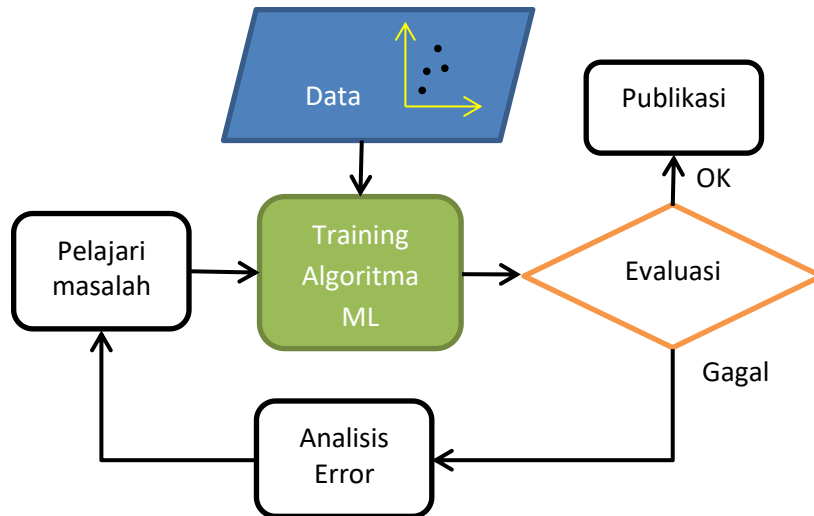 Data
Publikasi
OK
Pelajari
masalah
Training
Algoritma
ML
Evaluasi
Gagal
Analisis
Error